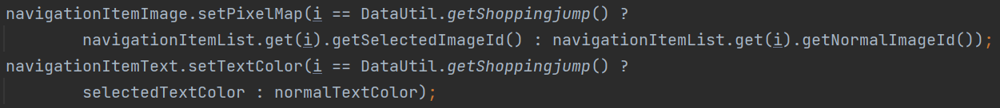 navigationItemImage.setPixelMap(i == DataUtil.getShoppingjump() ?
navigationItemList.get(i).getSelectedImageId() : navigationItemList.get(i).getNormalImageId());
navigationItemText.setTextColor(i == DataUtil.getShoppingjump() ?
selectedTextColor : normalTextColor);